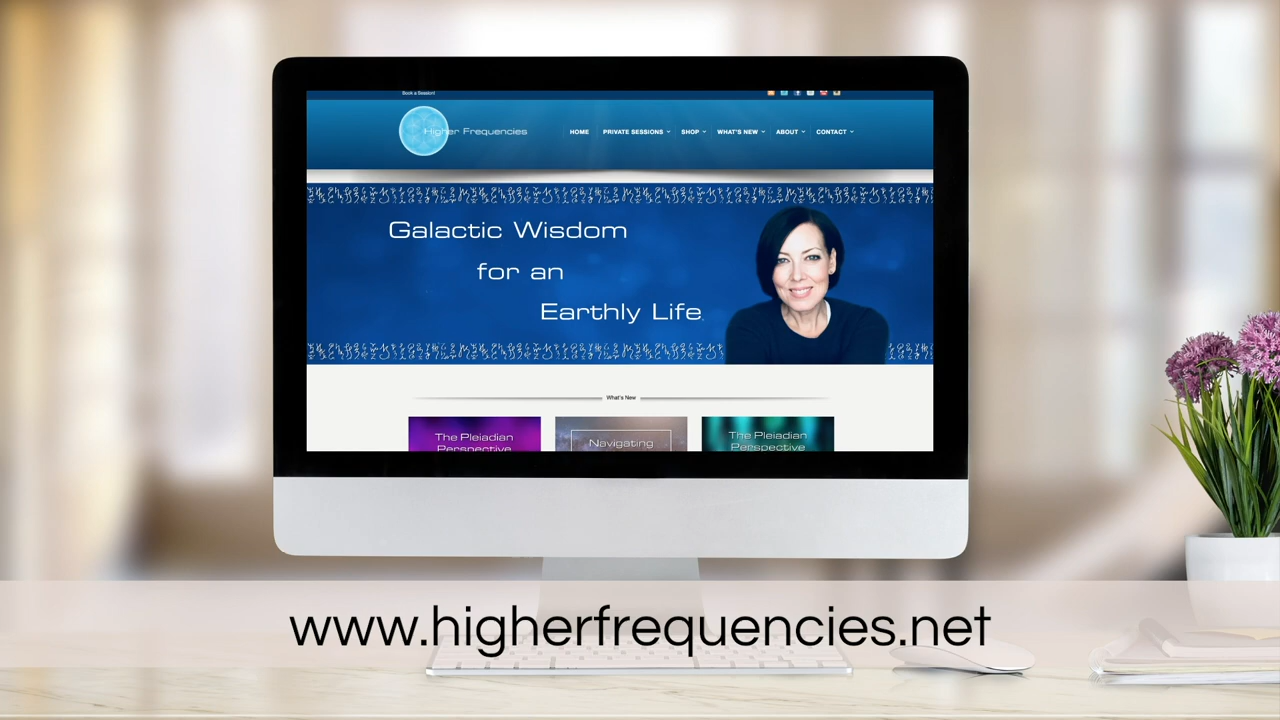 Book a Session!
Higher Frequencies
HOME PRIVATE SESSIONS SHOP WHAT'S NEW ABOUT CONTACT
Galactic Wisdom
for an
Earthly Life
What's New
The Pleiadian
Perspective
Navigating
The Pleiadian
Perspective
www.higherfrequencies.net